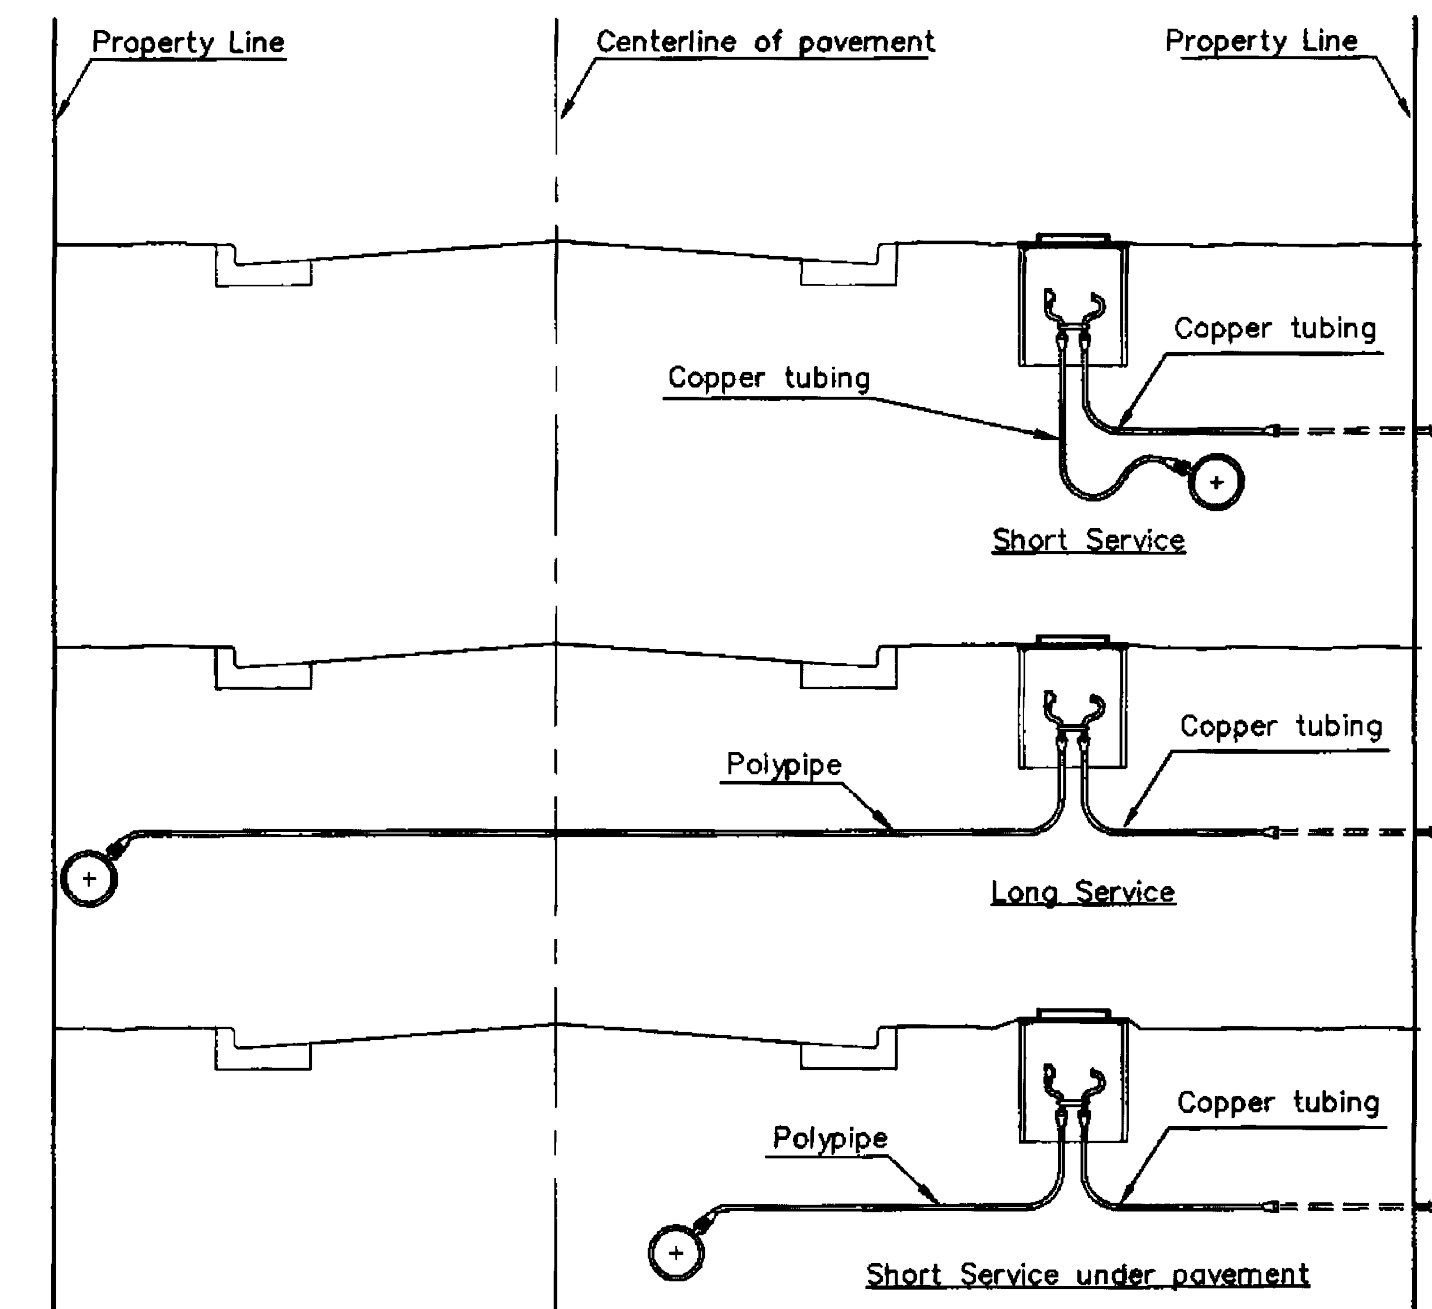 Property Line
Centerline of pavement
Property Line
Copper tubing
Copper tubing
Short Service
Copper tubing
Polypipe
Long Service
Copper tubing
Polypipe
Short Service under pavement